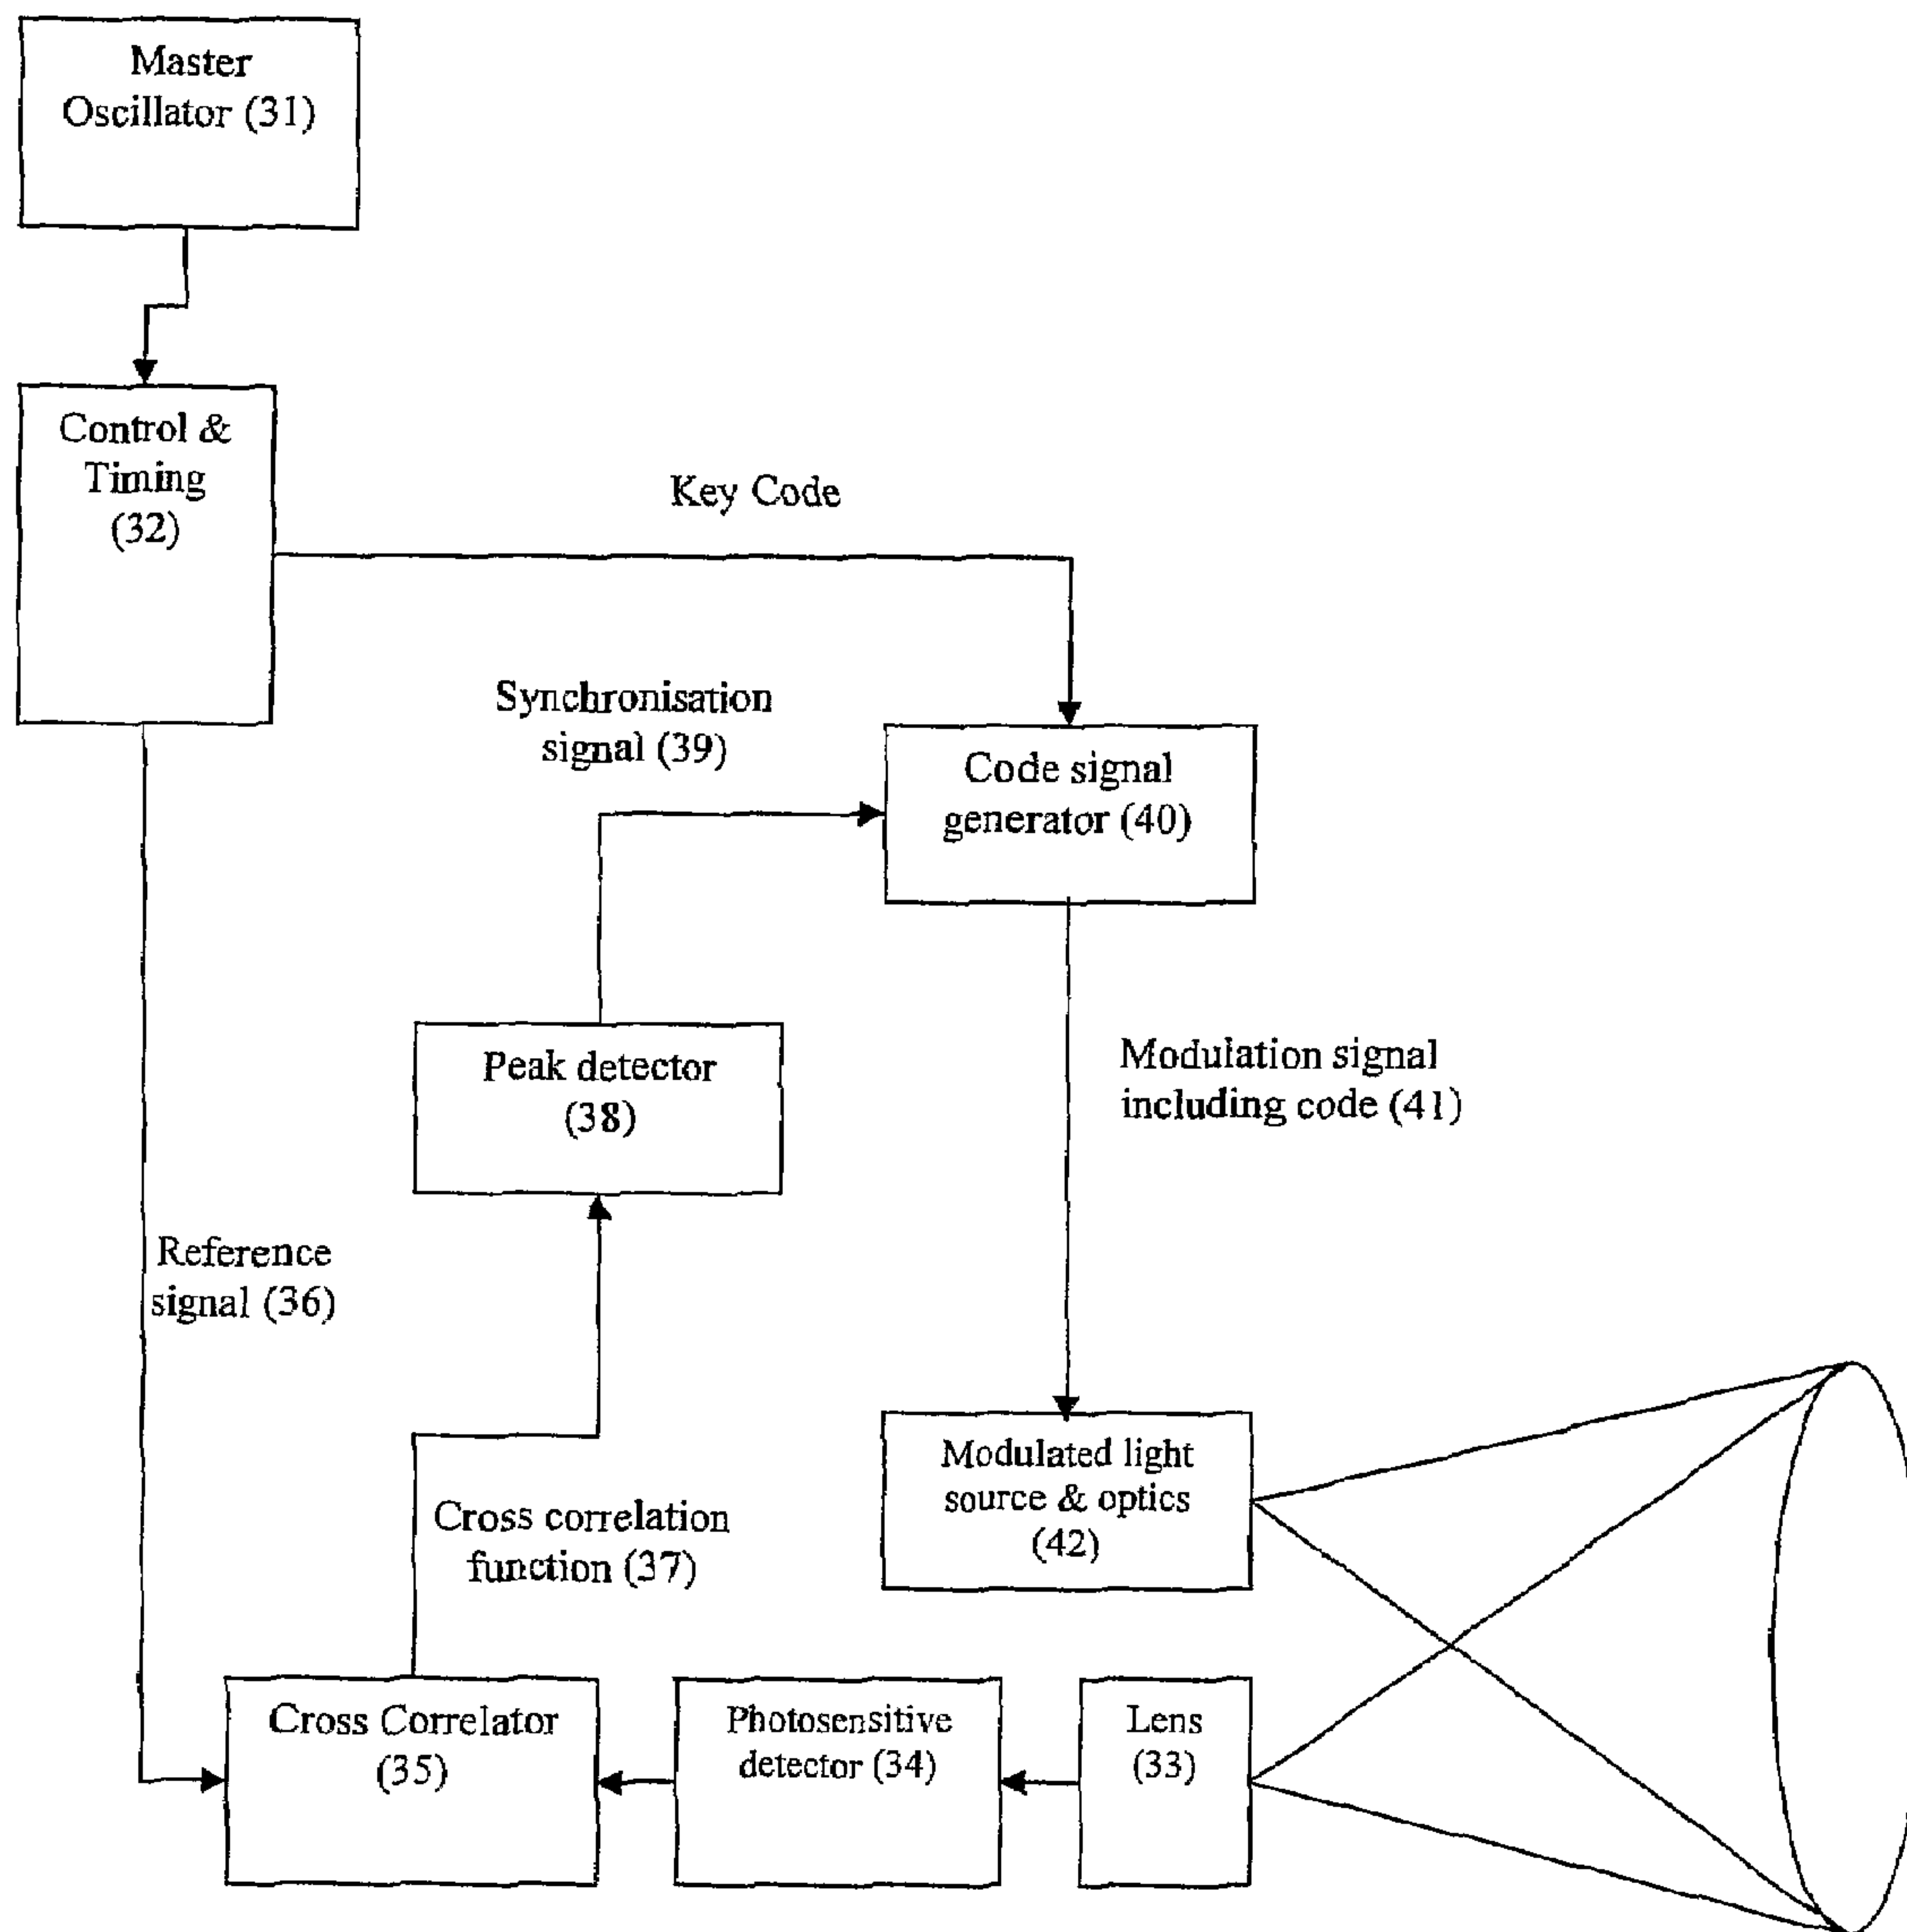 Master
Oscillator (31)
Control &
Timing
(32)
Key Code
Synchronisation
signal (39)
Code signal
generator (40)
Peak detector
(38)
Modulation signal
including code (41)
Reference
signal (36)
Cross correlation
function (37)
Modulated light
source & optics
(42)
Cross Correlator
(35)
Photosensitive
detector (34)
Lens
(33)